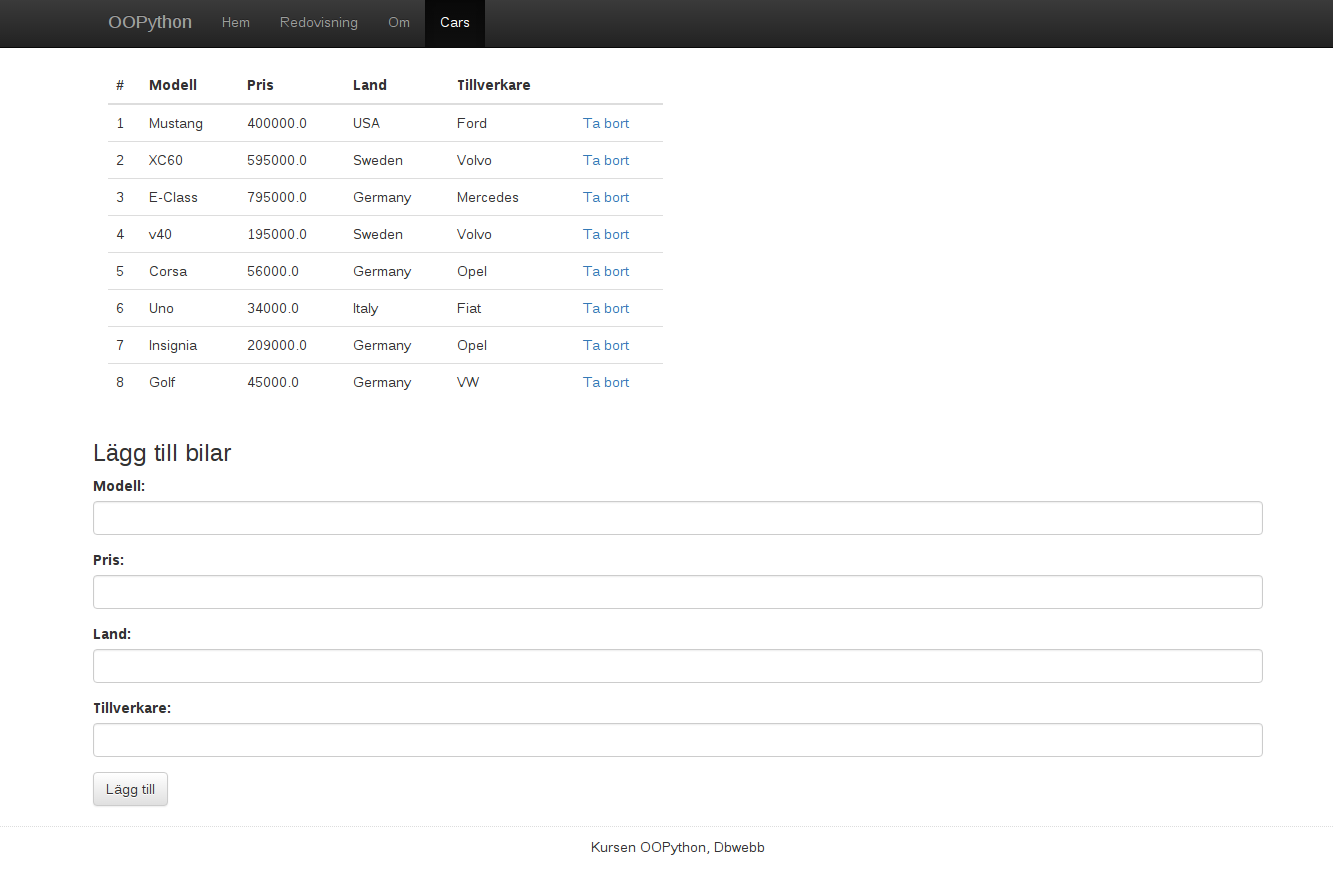 OOPython Hem Redovisning Om Cars
# Modell Pris Land Tillverkare
1 Mustang 400000.0 USA Ford Ta bort
2 XC60 595000.0 Sweden Volvo Ta bort
3 E-Class 795000.0 Germany Mercedes Ta bort
4 v40 195000.0 Sweden Volvo Ta bort
5 Corsa 56000.0 Germany Opel Ta bort
6 Uno 34000.0 Italy Fiat Ta bort
7 Insignia 209000.0 Germany Opel Ta bort
8 Golf 45000.0 Germany VW Ta bort
Lägg till bilar
Modell:
Pris:
Land:
Tillverkare:
Lägg till
Kursen OOPython, Dbwebb